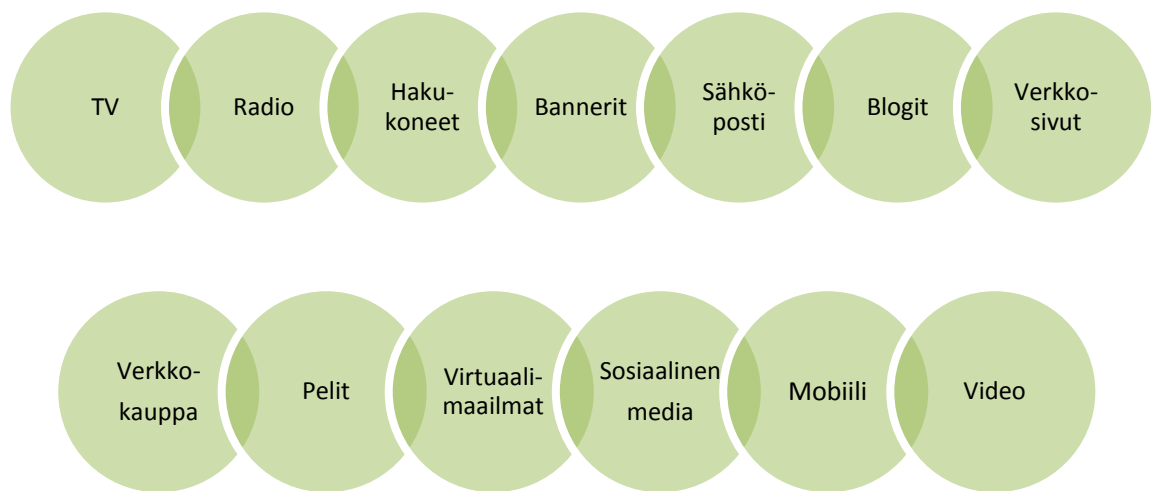 TV
Radio
Haku-
koneet
Bannerit
Sähkö-
posti
Blogit
Verkko-
sivut
Verkko-
kauppa
Pelit
Virtuaali-
maailmat
Sosiaalinen
media
Mobiili
Video